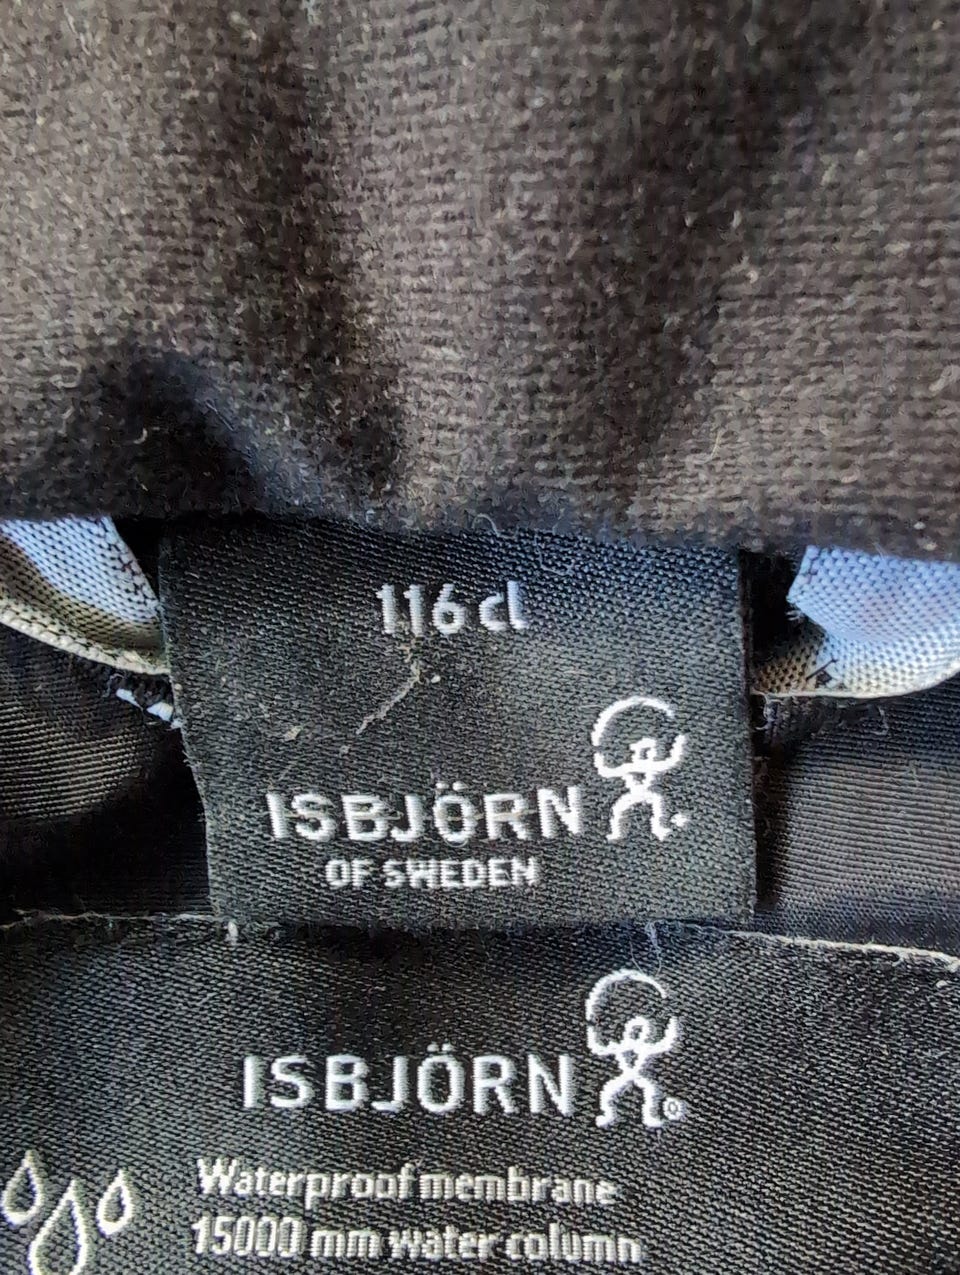 116 cl
ISBJÖRN
OF SWEDEN
ISBJÖRN ®
Waterproof membrane
15000 mm water column